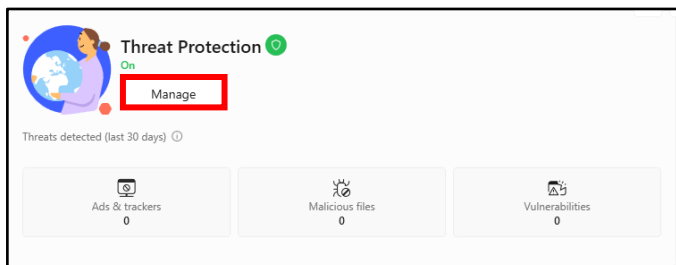 Threat Protection
On
Manage
Threats detected (last 30 days)
Ads & trackers
0
Malicious files
0
Vulnerabilities
0